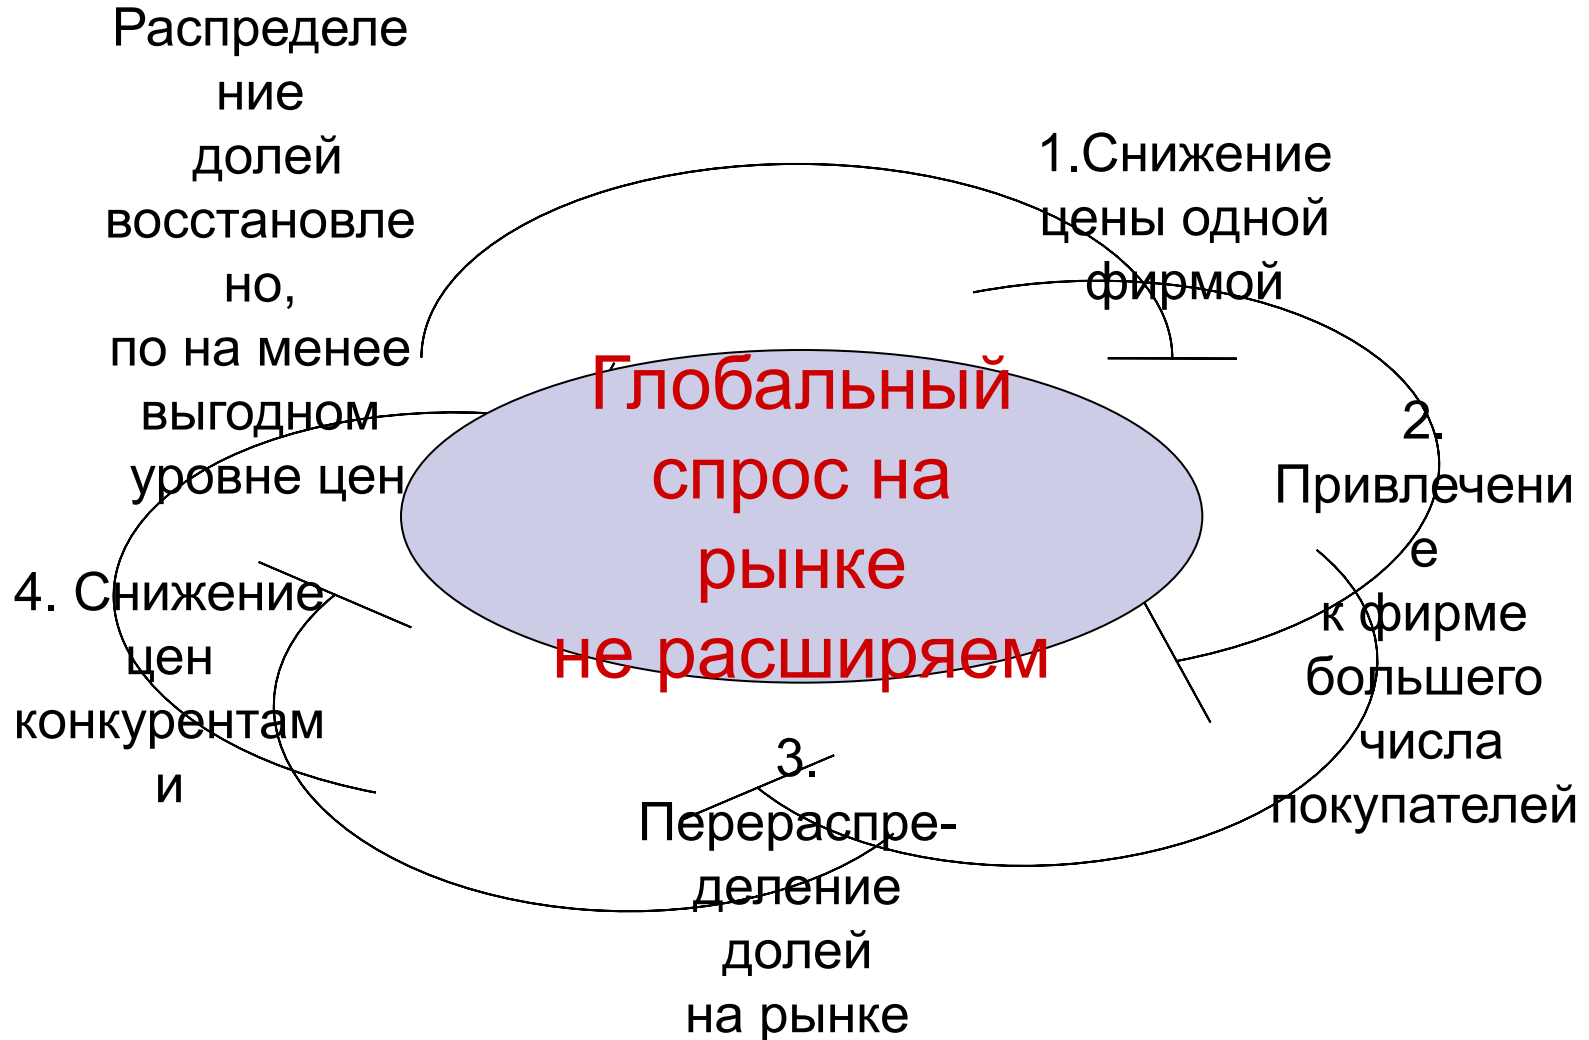 Распределе
ние
долей
восстановле
но,
по на менее
выгодном
уровне цен
1.Снижение
цены одной
фирмой
Глобальный
спрос на
рынке
не расширяем
2.
Привлечени
е
к фирме
большего
числа
покупателей
4. Снижение
цен
конкурентам
и
3.
Перераспре-
деление
долей
на рынке